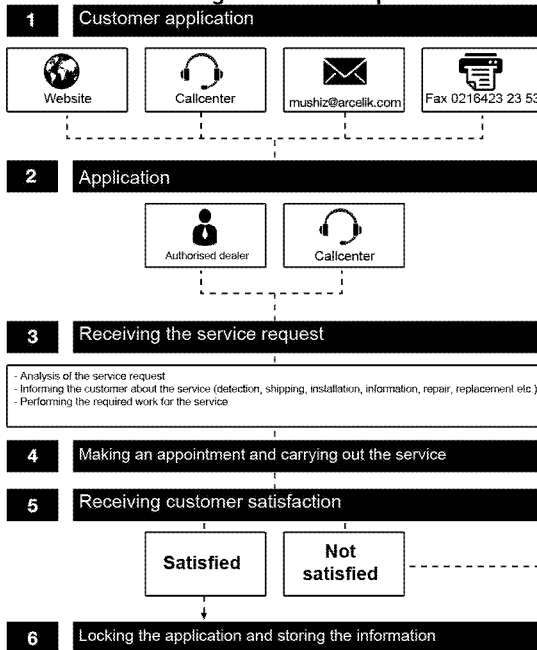 1 Customer application
Website
Callcenter
mushiz@arcelik.com
Fax 0216423 23 53
2 Application
Authorised dealer
Callcenter
3 Receiving the service request
- Analysis of the service request
- Informing the customer about the service (detection, shipping, installation, information, repair, replacement etc.)
- Performing the required work for the service
4 Making an appointment and carrying out the service
5 Receiving customer satisfaction
Satisfied
Not
satisfied
6 Locking the application and storing the information